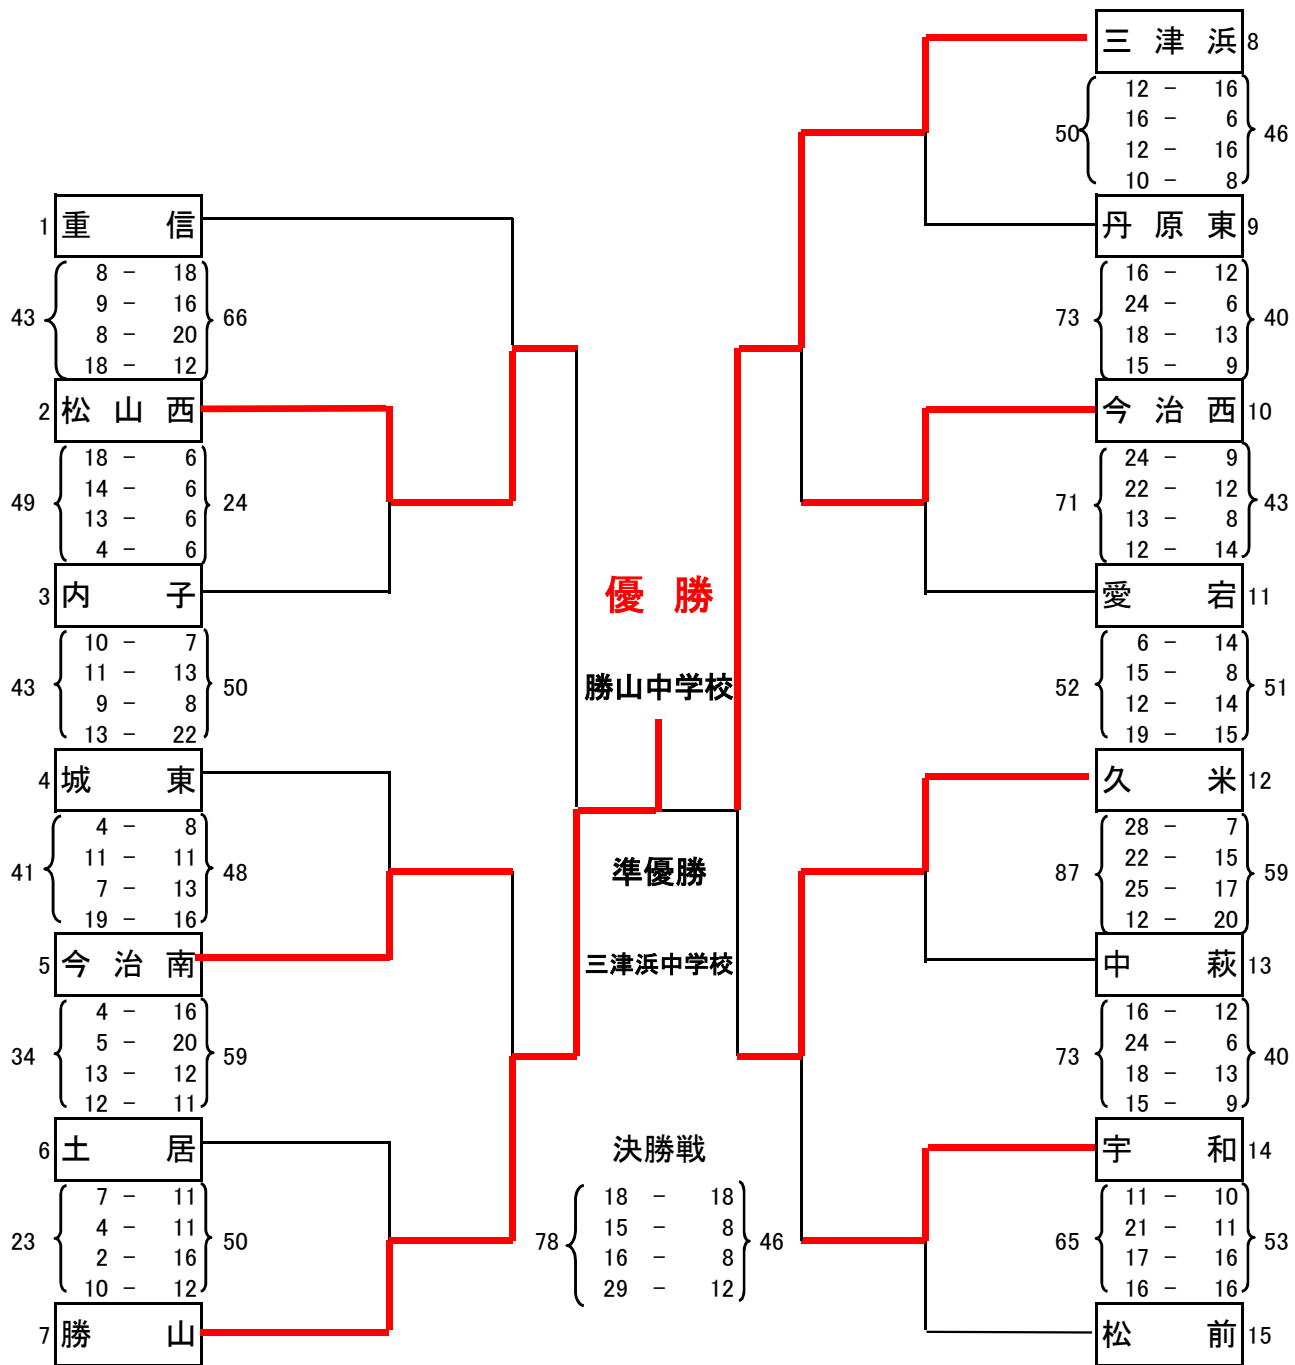 1 重信
43 66
8 － 18
9 － 16
8 － 20
18 － 12
2 松山西
49 24
18 － 6
14 － 6
13 － 6
4 － 6
3 内子
43 50
10 － 7
11 － 13
9 － 8
13 － 22
4 城東
41 48
4 － 8
11 － 11
7 － 13
19 － 16
5 今治南
34 59
4 － 16
5 － 20
13 － 12
12 － 11
6 土居
23 50
7 － 11
4 － 11
2 － 16
10 － 12
7 勝山
優勝
勝山中学校
準優勝
三津浜中学校
決勝戦
78 46
18 － 18
15 － 8
16 － 8
29 － 12
三津浜 8
50 46
12 － 16
16 － 6
12 － 16
10 － 8
丹原東 9
73 40
16 － 12
24 － 6
18 － 13
15 － 9
今治西 10
71 43
24 － 9
22 － 12
13 － 8
12 － 14
愛宕 11
52 51
6 － 14
15 － 8
12 － 14
19 － 15
久米 12
87 59
28 － 7
22 － 15
25 － 17
12 － 20
中萩 13
73 40
16 － 12
24 － 6
18 － 13
15 － 9
宇和 14
65 53
11 － 10
21 － 11
17 － 16
16 － 16
松前 15